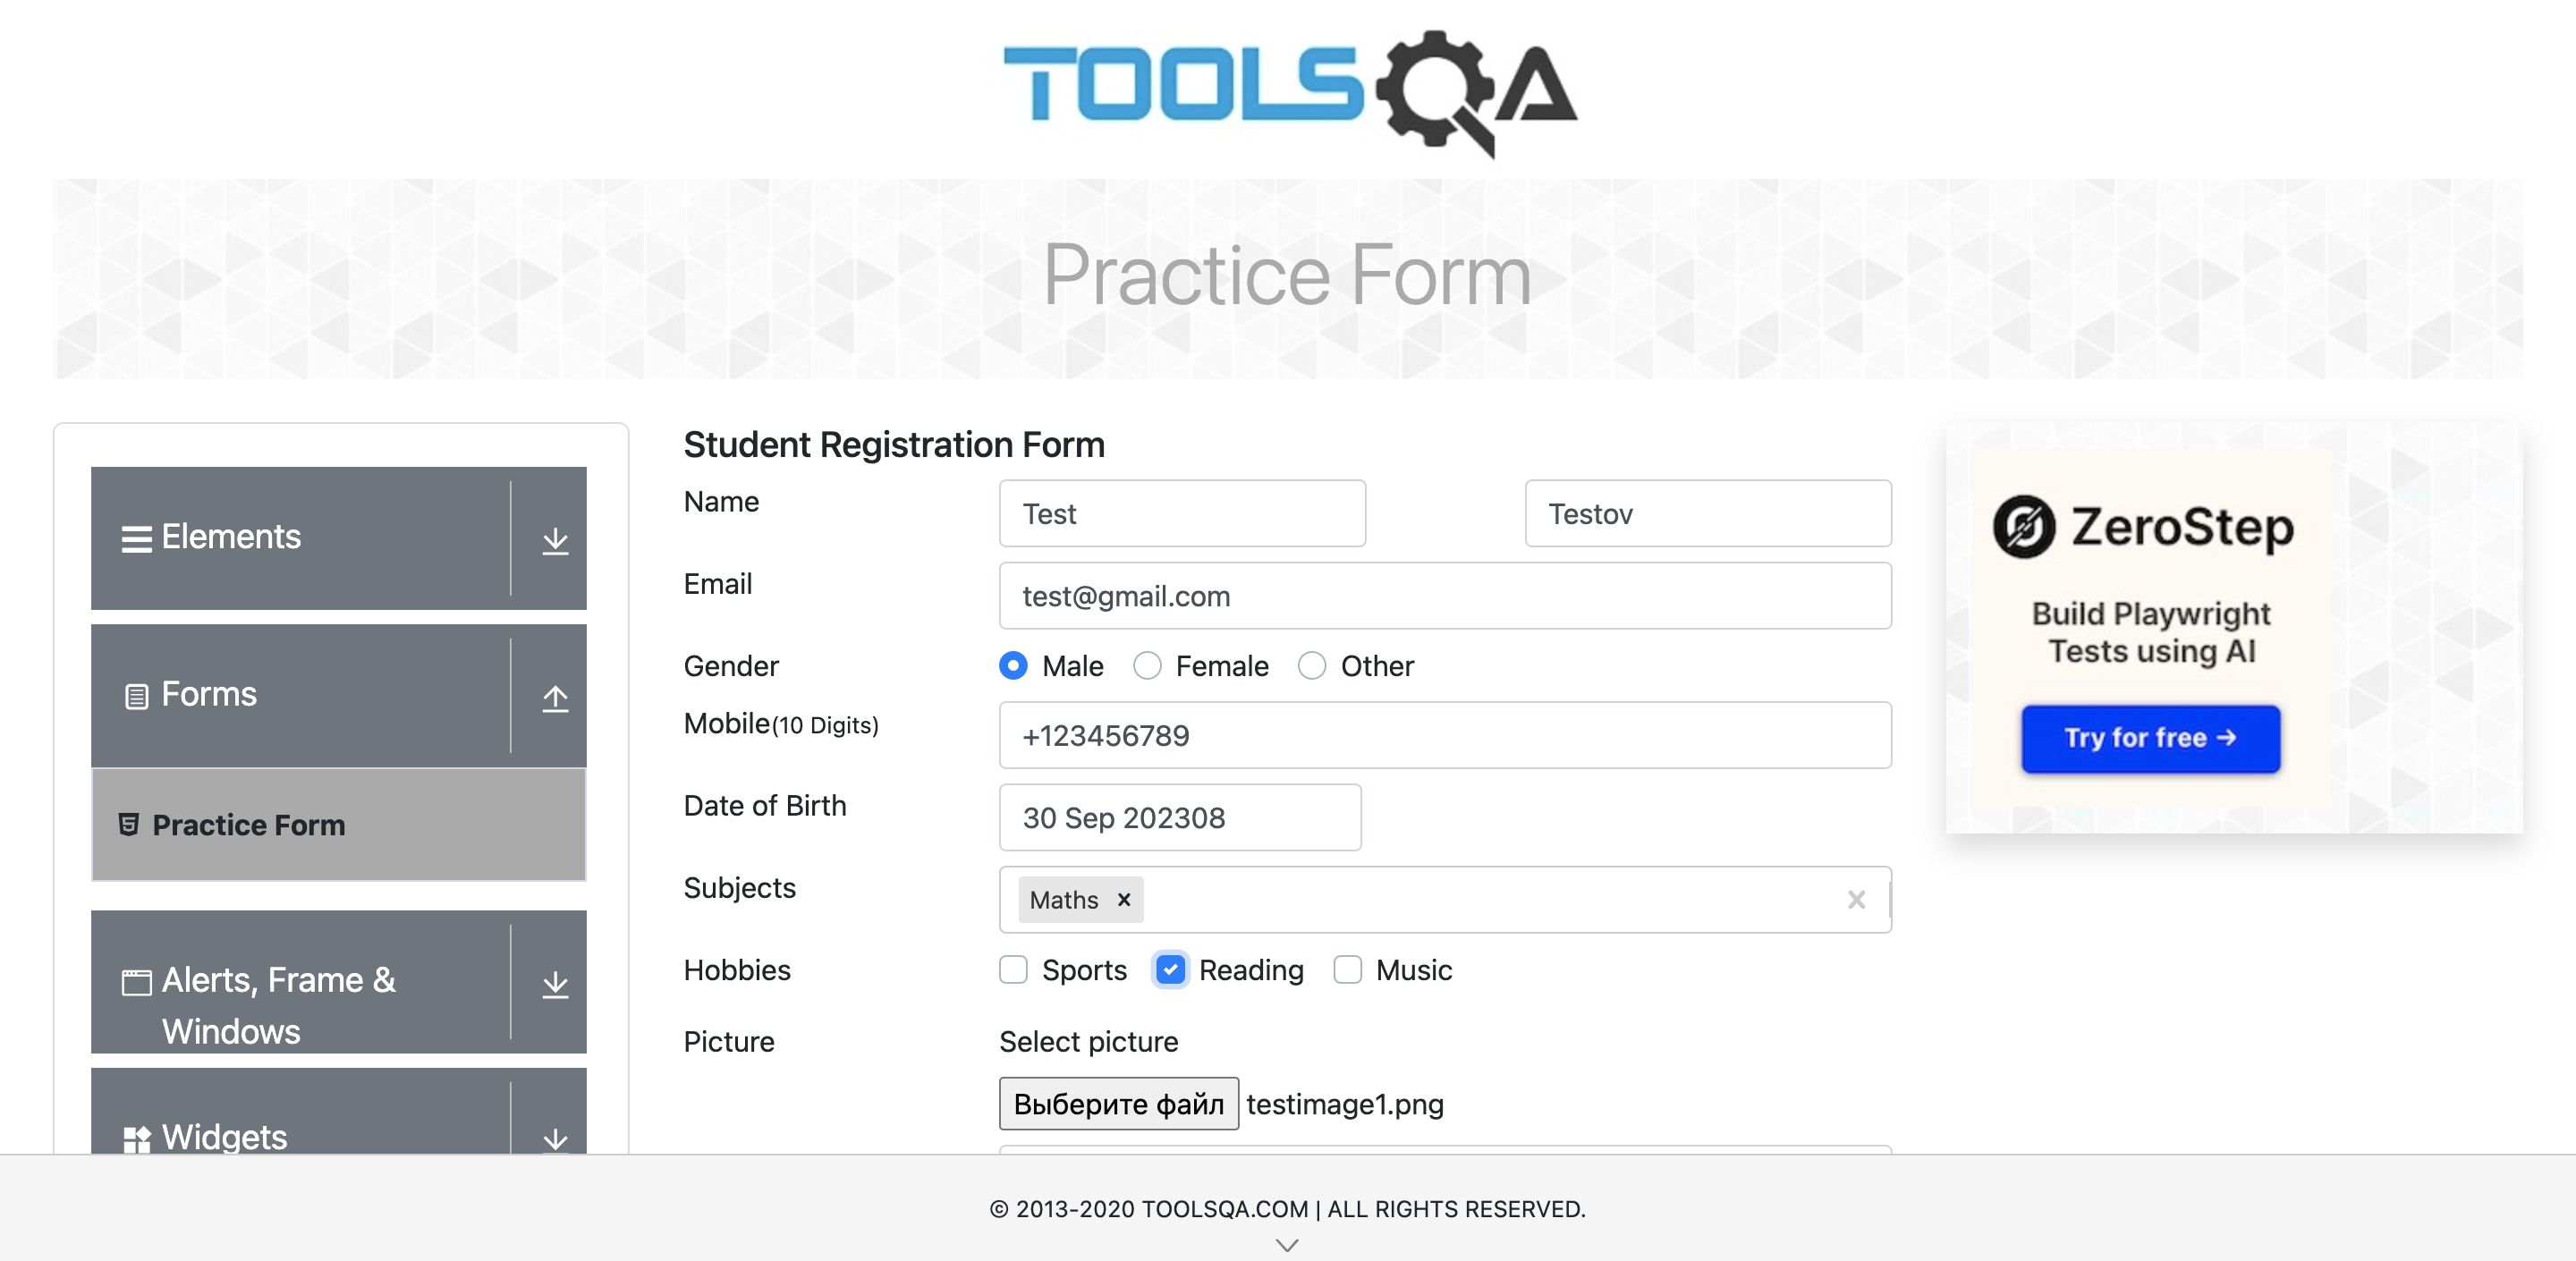 TOOLSQA
Practice Form
Elements
Forms
Practice Form
Alerts, Frame &
Windows
Widgets
Student Registration Form
Name
Test
Testov
Email
test@gmail.com
Gender
Male
Female
Other
Mobile(10 Digits)
+123456789
Date of Birth
30 Sep 202308
Subjects
Maths
Hobbies
Sports
Reading
Music
Picture
Select picture
Выберите файл testimage1.png
ZeroStep
Build Playwright
Tests using AI
Try for free →
© 2013-2020 TOOLSQA.COM | ALL RIGHTS RESERVED.